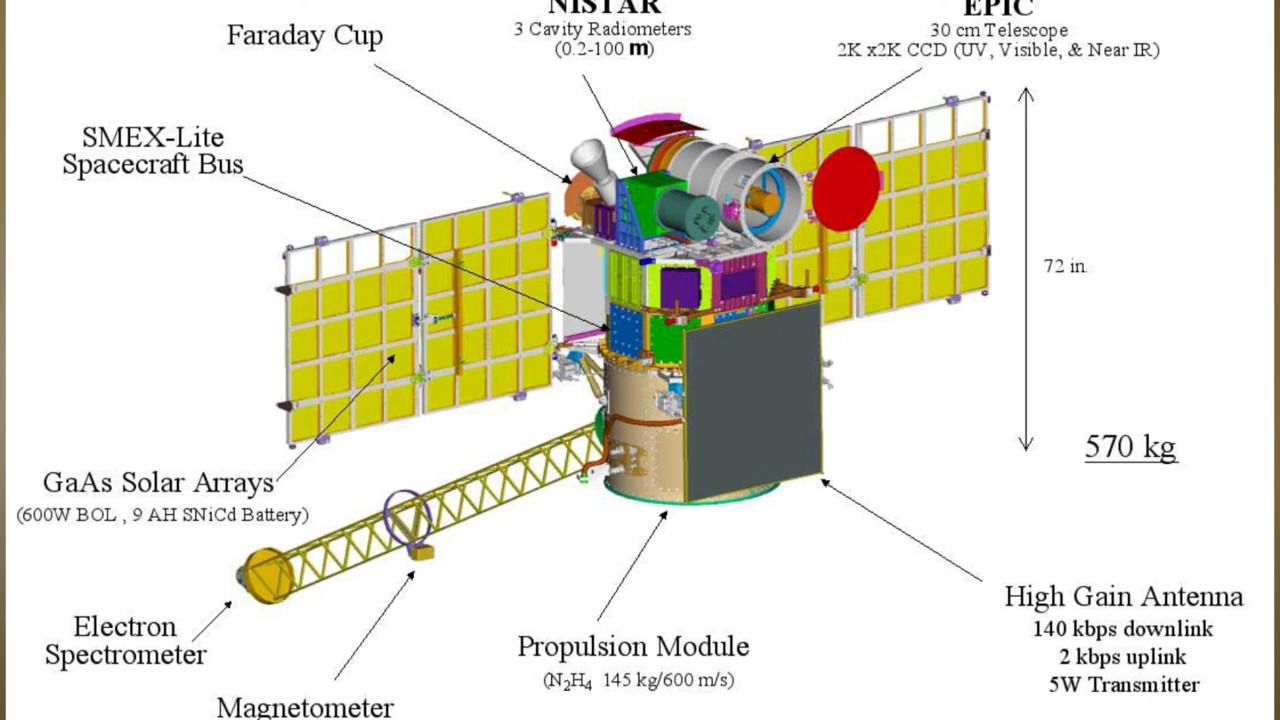 NISTAR
3 Cavity Radiometers
(0.2-100 m)
EPIC
30 cm Telescope
2K x2K CCD (UV, Visible, & Near IR)
Faraday Cup
SMEX-Lite
Spacecraft Bus
72 in
570 kg
GaAs Solar Arrays
(600W BOL , 9 AH SNiCd Battery)
High Gain Antenna
140 kbps downlink
2 kbps uplink
5W Transmitter
Electron
Spectrometer
Propulsion Module
(N₂H₄ 145 kg/600 m/s)
Magnetometer